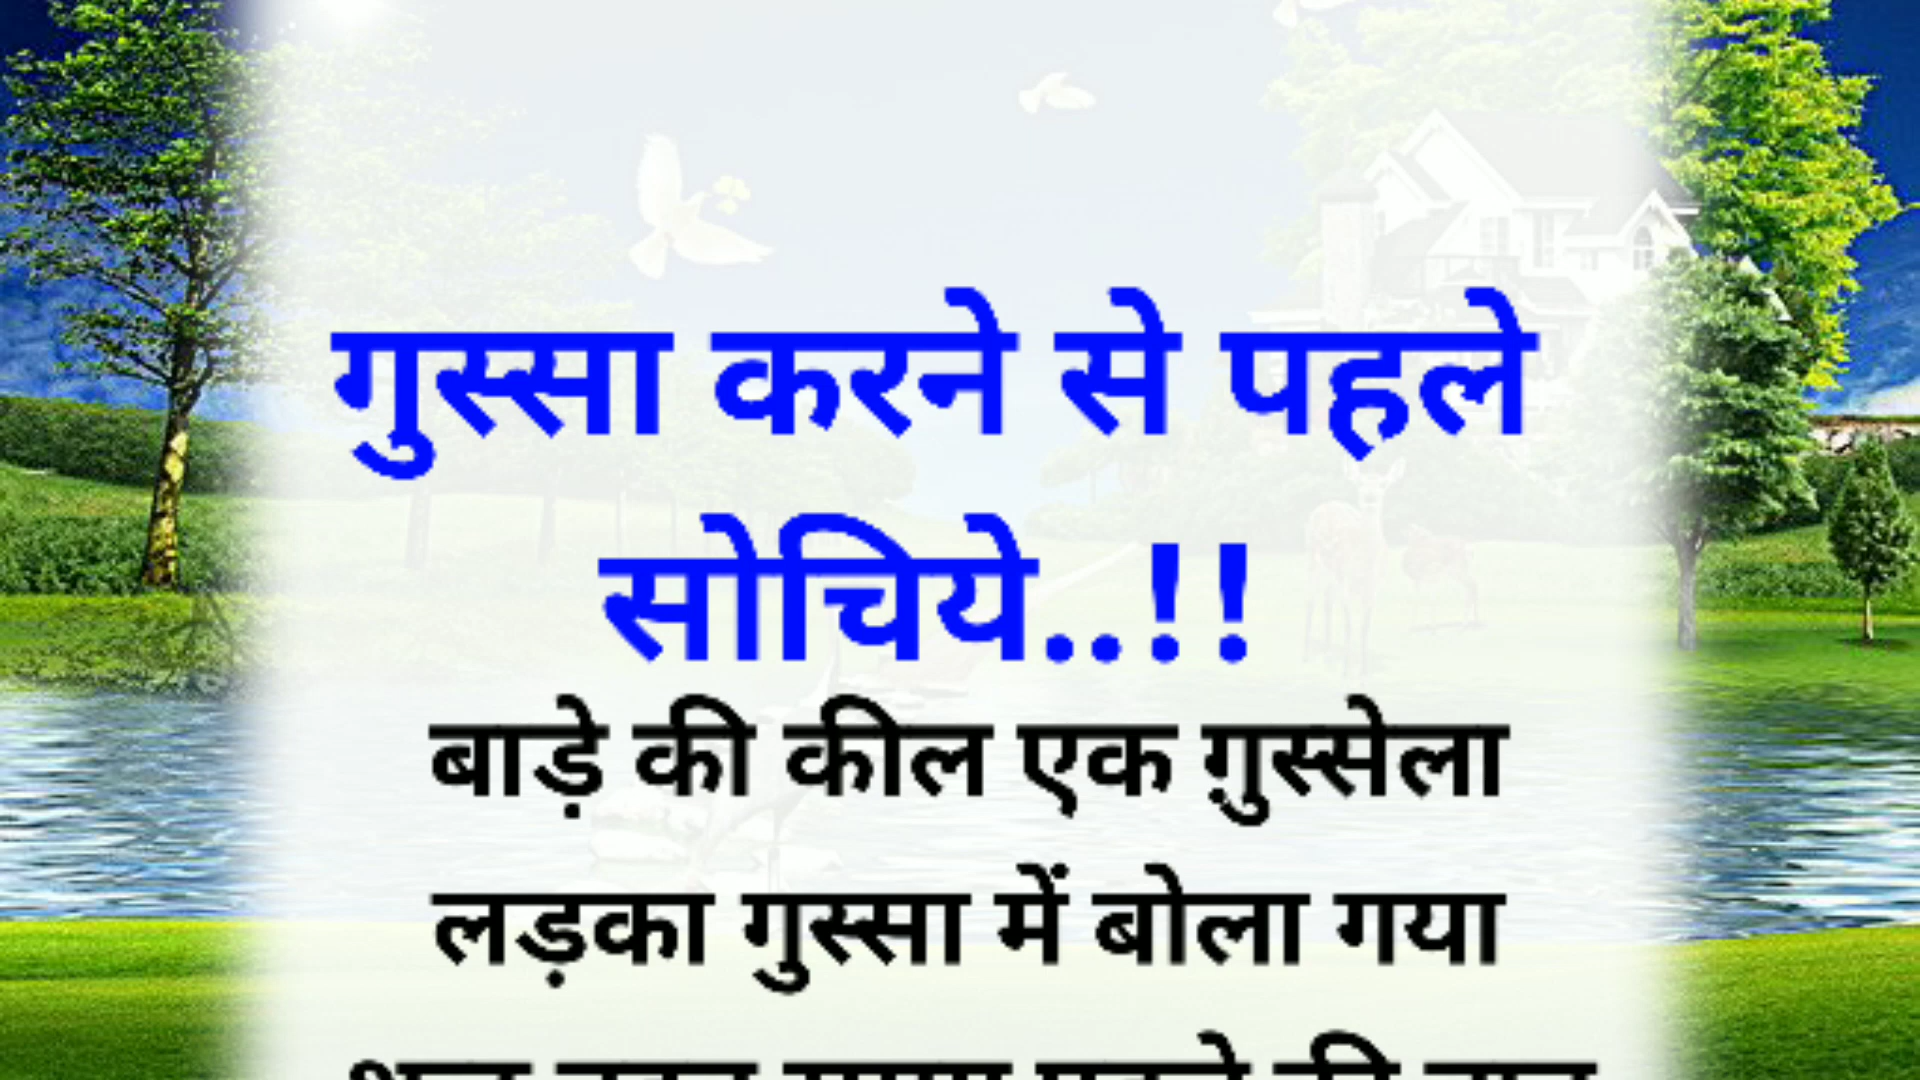 गुस्सा करने से पहले
सोचिये..!!
बाड़े की कील एक ग़ुस्सेला
लड़का गुस्सा में बोला गया